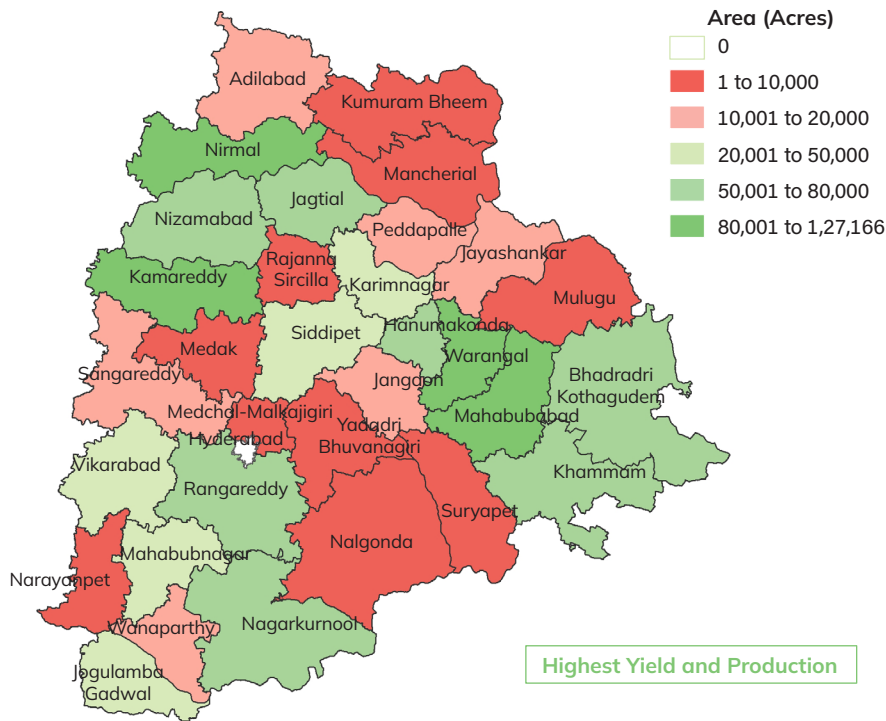 Area (Acres)
0
1 to 10,000
10,001 to 20,000
20,001 to 50,000
50,001 to 80,000
80,001 to 1,27,166
Adilabad
Kumuram Bheem
Nirmal
Mancherial
Jagtial
Nizamabad
Peddapalle
Jayashankar
Rajanna
Sircilla
Kamareddy
Karimnagar
Mulugu
Hanumakonda
Siddipet
Medak
Warangal
Bhadradri
Kothagudem
Sangareddy
Jangaon
Medchal-Malkajigiri
Mahabubabad
Yadadri
Bhuvanagiri
Hyderabad
Vikarabad
Khammam
Rangareddy
Suryapet
Nalgonda
Mahabubnagar
Narayanpet
Wanaparthy
Nagarkurnool
Jogulamba
Gadwal
Highest Yield and Production